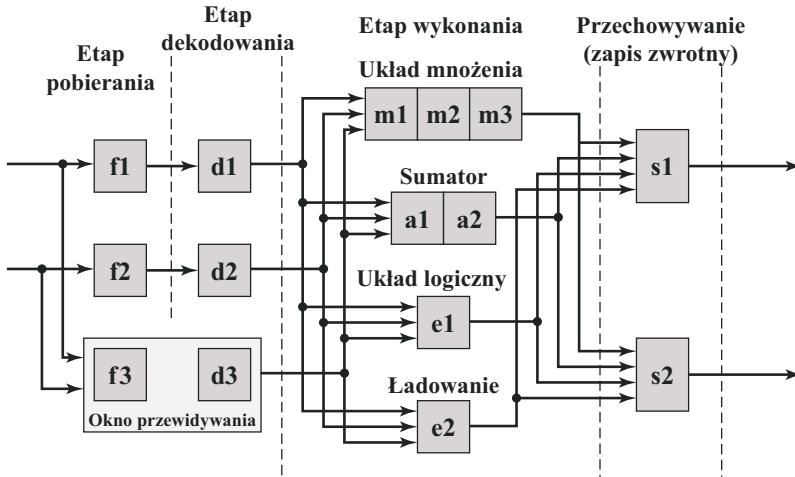 Etap
pobierania
Etap
dekodowania
Etap wykonania
Przechowywanie
(zapis zwrotny)
Układ mnożenia
m1 m2 m3
f1
d1
s1
Sumator
a1 a2
f2
d2
Układ logiczny
e1
f3
d3
s2
Okno przewidywania
Ładowanie
e2